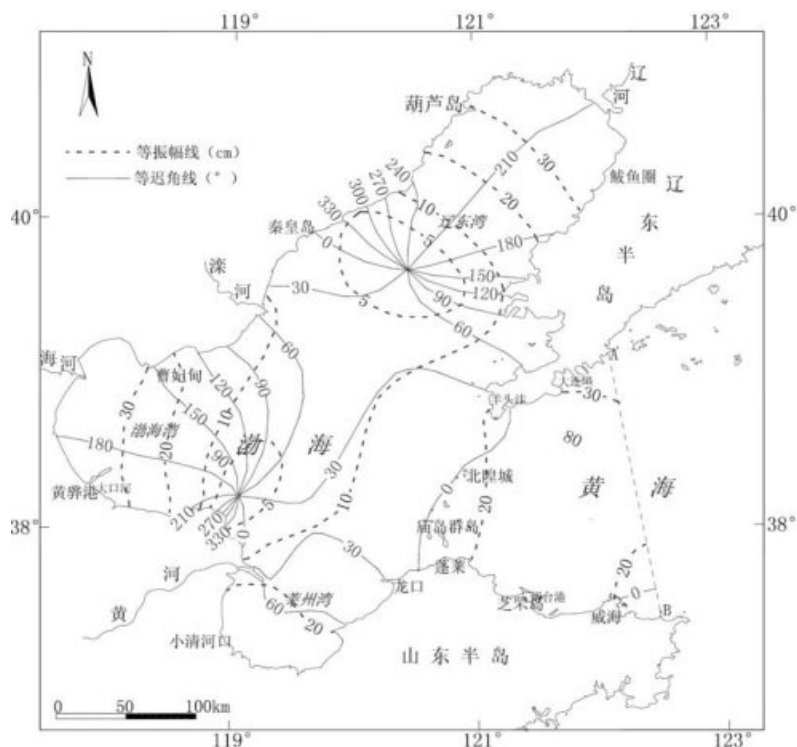 119°
121°
123°
N
辽
河
葫芦岛
等振幅线（cm）
等迟角线（°）
210
30
240
270
300
330
20
10
鲅鱼圈
辽
东
半
岛
40°
40°
秦皇岛
辽东湾
0
5
180
滦
河
30
150
120
5
90
60
60
海河
A
曹妃甸
120
90
10
150
30
20
渤海湾
90
180
渤 海
30
羊头洼
30
80
黄 海
黄骅港
大口河
210
270
330
0
5
10
北隍城
0
20
38°
38°
庙岛群岛
蓬莱
30
龙口
20
0
黄
河
莱州湾
60
20
芝罘岛
烟台港
威海
B
小清河口
山东半岛
0
50
100km
119°
121°
123°